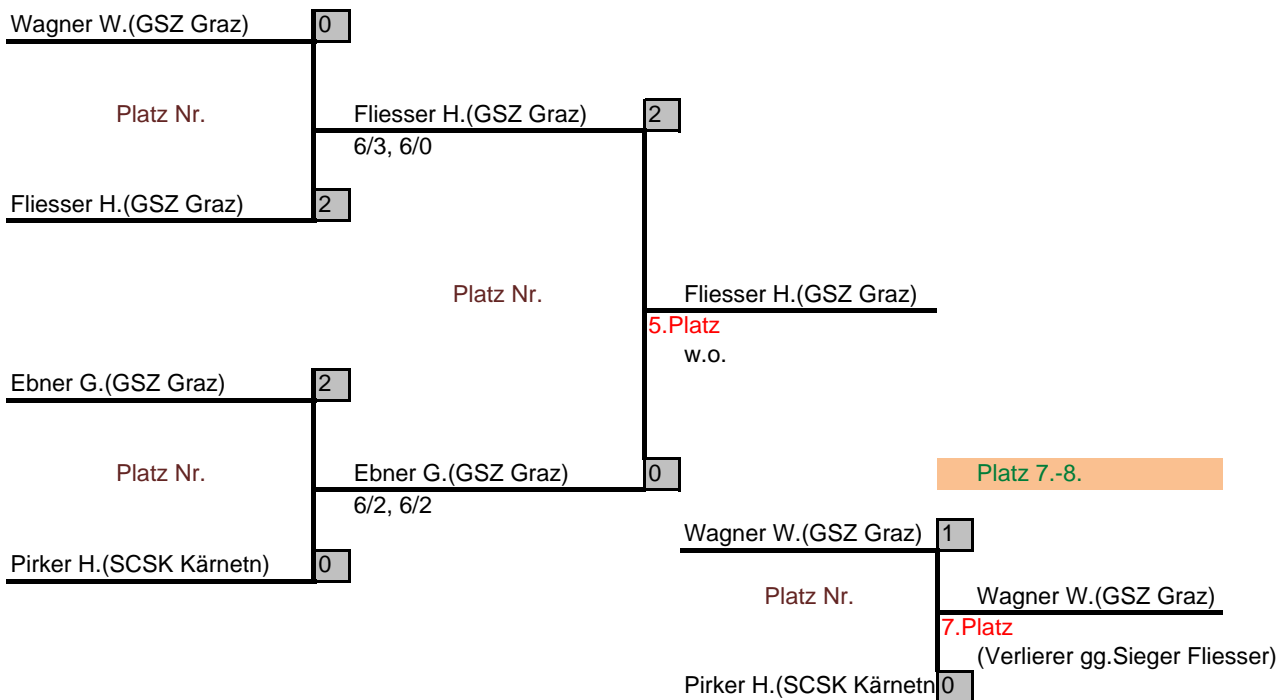 Wagner W.(GSZ Graz) 0
Platz Nr. Fliesser H.(GSZ Graz) 2
6/3, 6/0
Fliesser H.(GSZ Graz) 2
Platz Nr. Fliesser H.(GSZ Graz)
5.Platz
w.o.
Ebner G.(GSZ Graz) 2
Platz Nr. Ebner G.(GSZ Graz) 0 Platz 7.-8.
6/2, 6/2
Wagner W.(GSZ Graz) 1
Pirker H.(SCSK Kärnetn) 0
Platz Nr. Wagner W.(GSZ Graz)
7.Platz
(Verlierer gg.Sieger Fliesser)
Pirker H.(SCSK Kärnetn 0